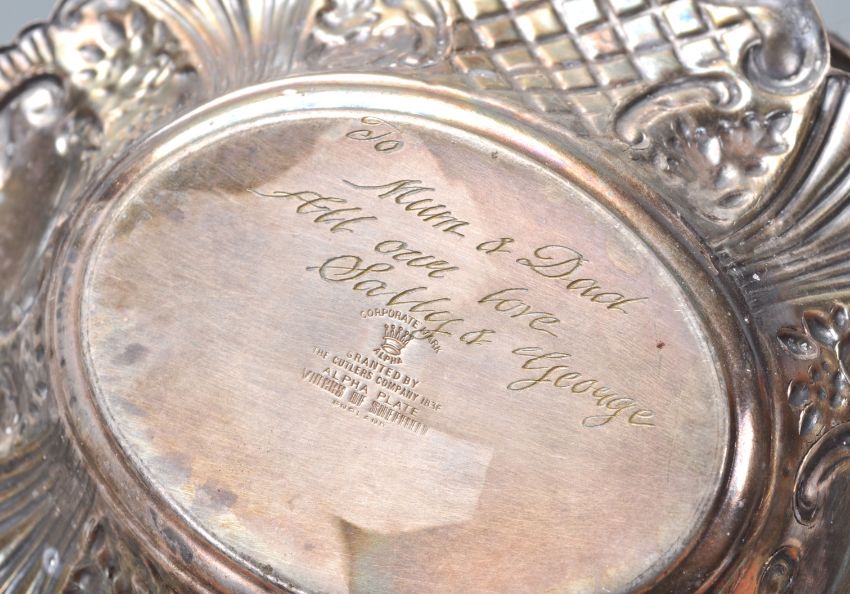 To
Mum & Dad
All our love
Sally & George
CORPORATE MARK
ALPHA
GRANTED BY
THE CUTLERS COMPANY 1836
ALPHA PLATE
VINERS OF SHEFFIELD
ENGLAND